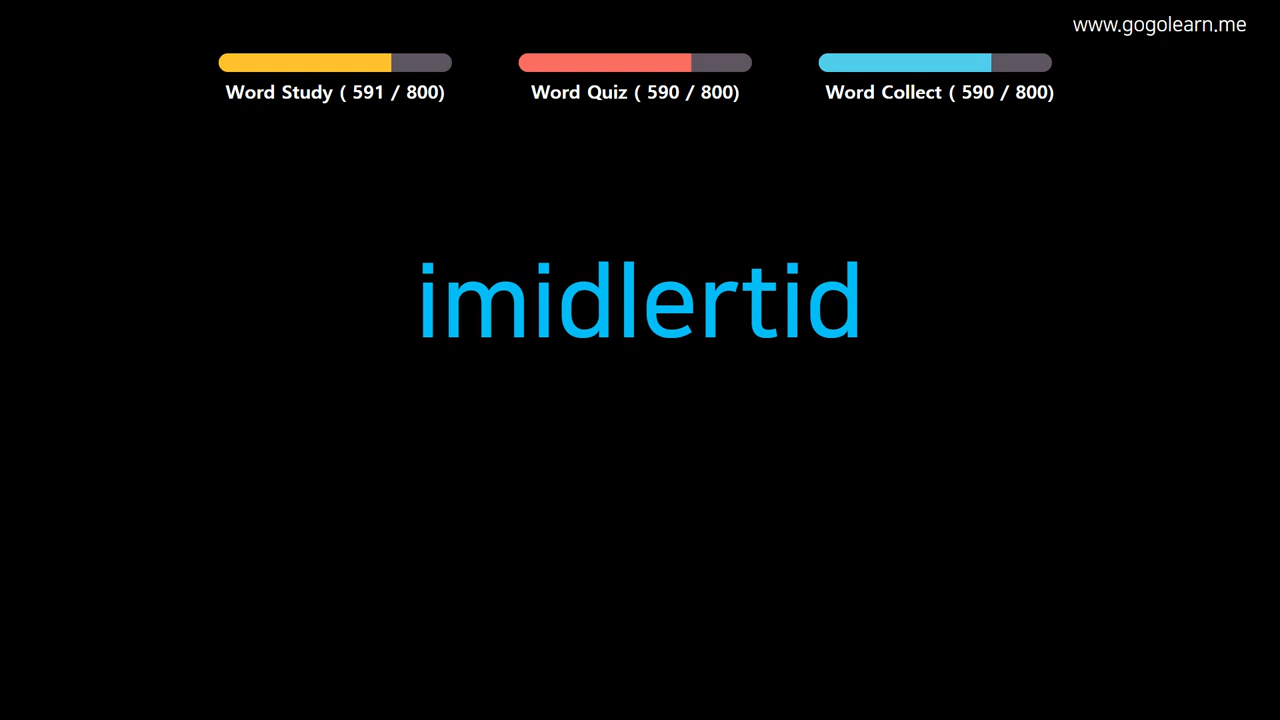 www.gogolearn.me
Word Study ( 591 / 800)
Word Quiz ( 590 / 800)
Word Collect ( 590 / 800)
imidlertid